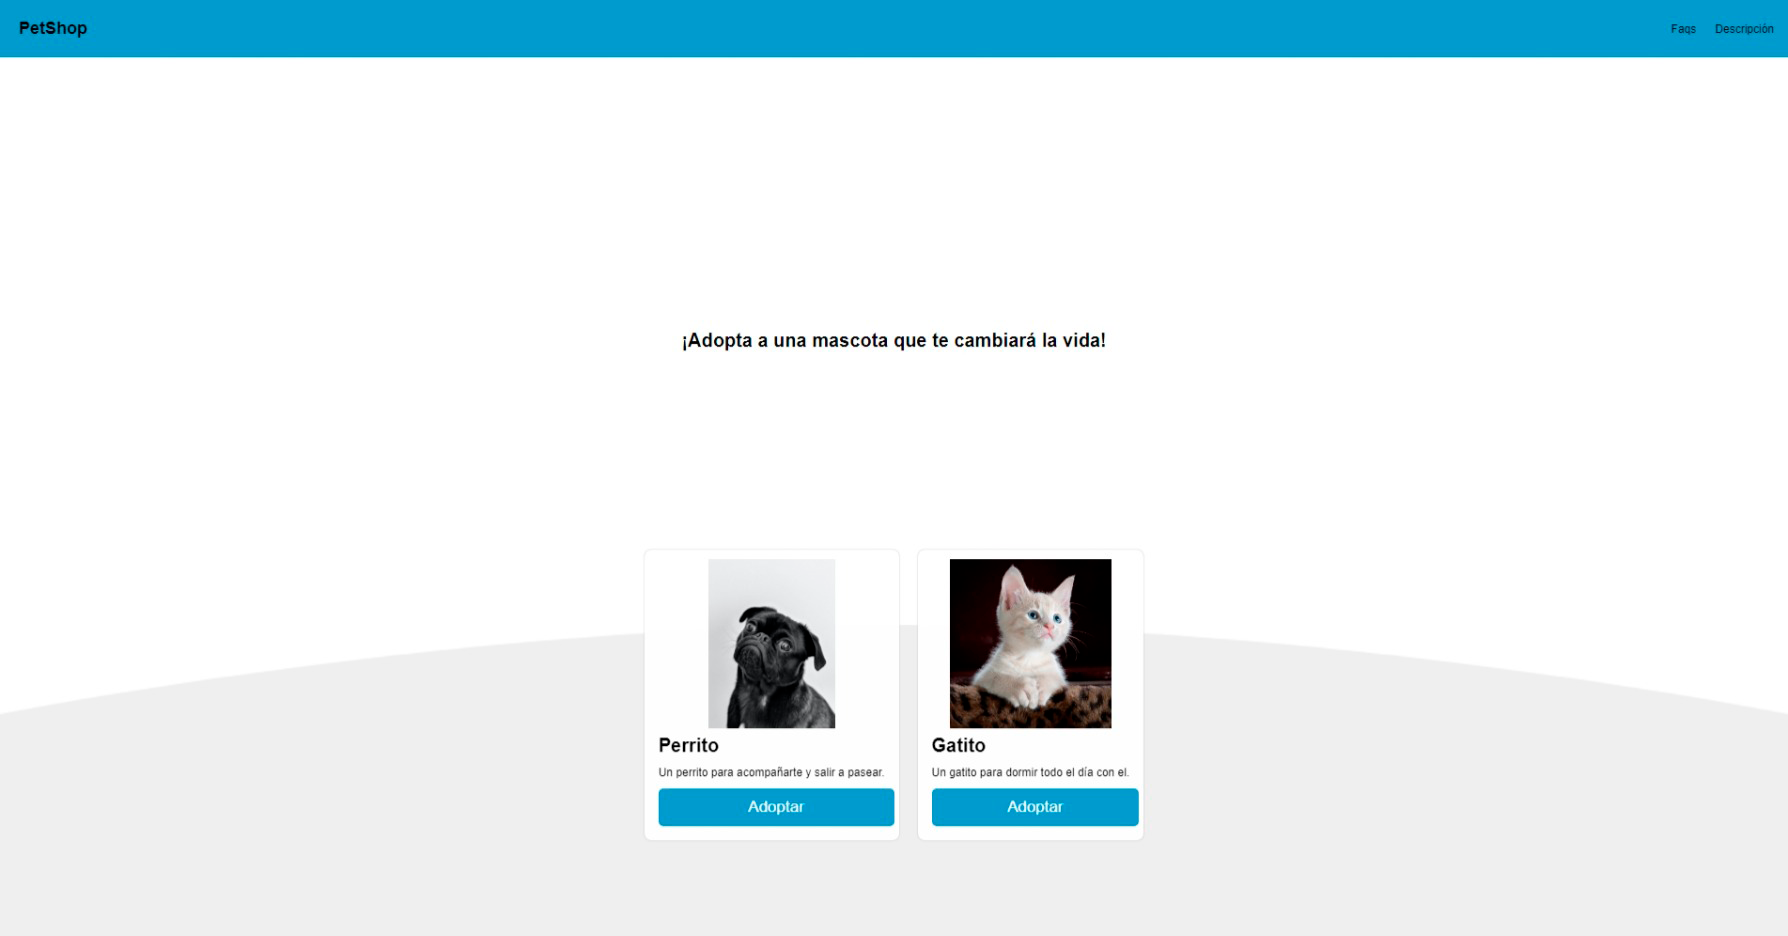 PetShop
Faqs
Descripción
¡Adopta a una mascota que te cambiará la vida!
Perrito
Un perrito para acompañarte y salir a pasear.
Adoptar
Gatito
Un gatito para dormir todo el día con el.
Adoptar